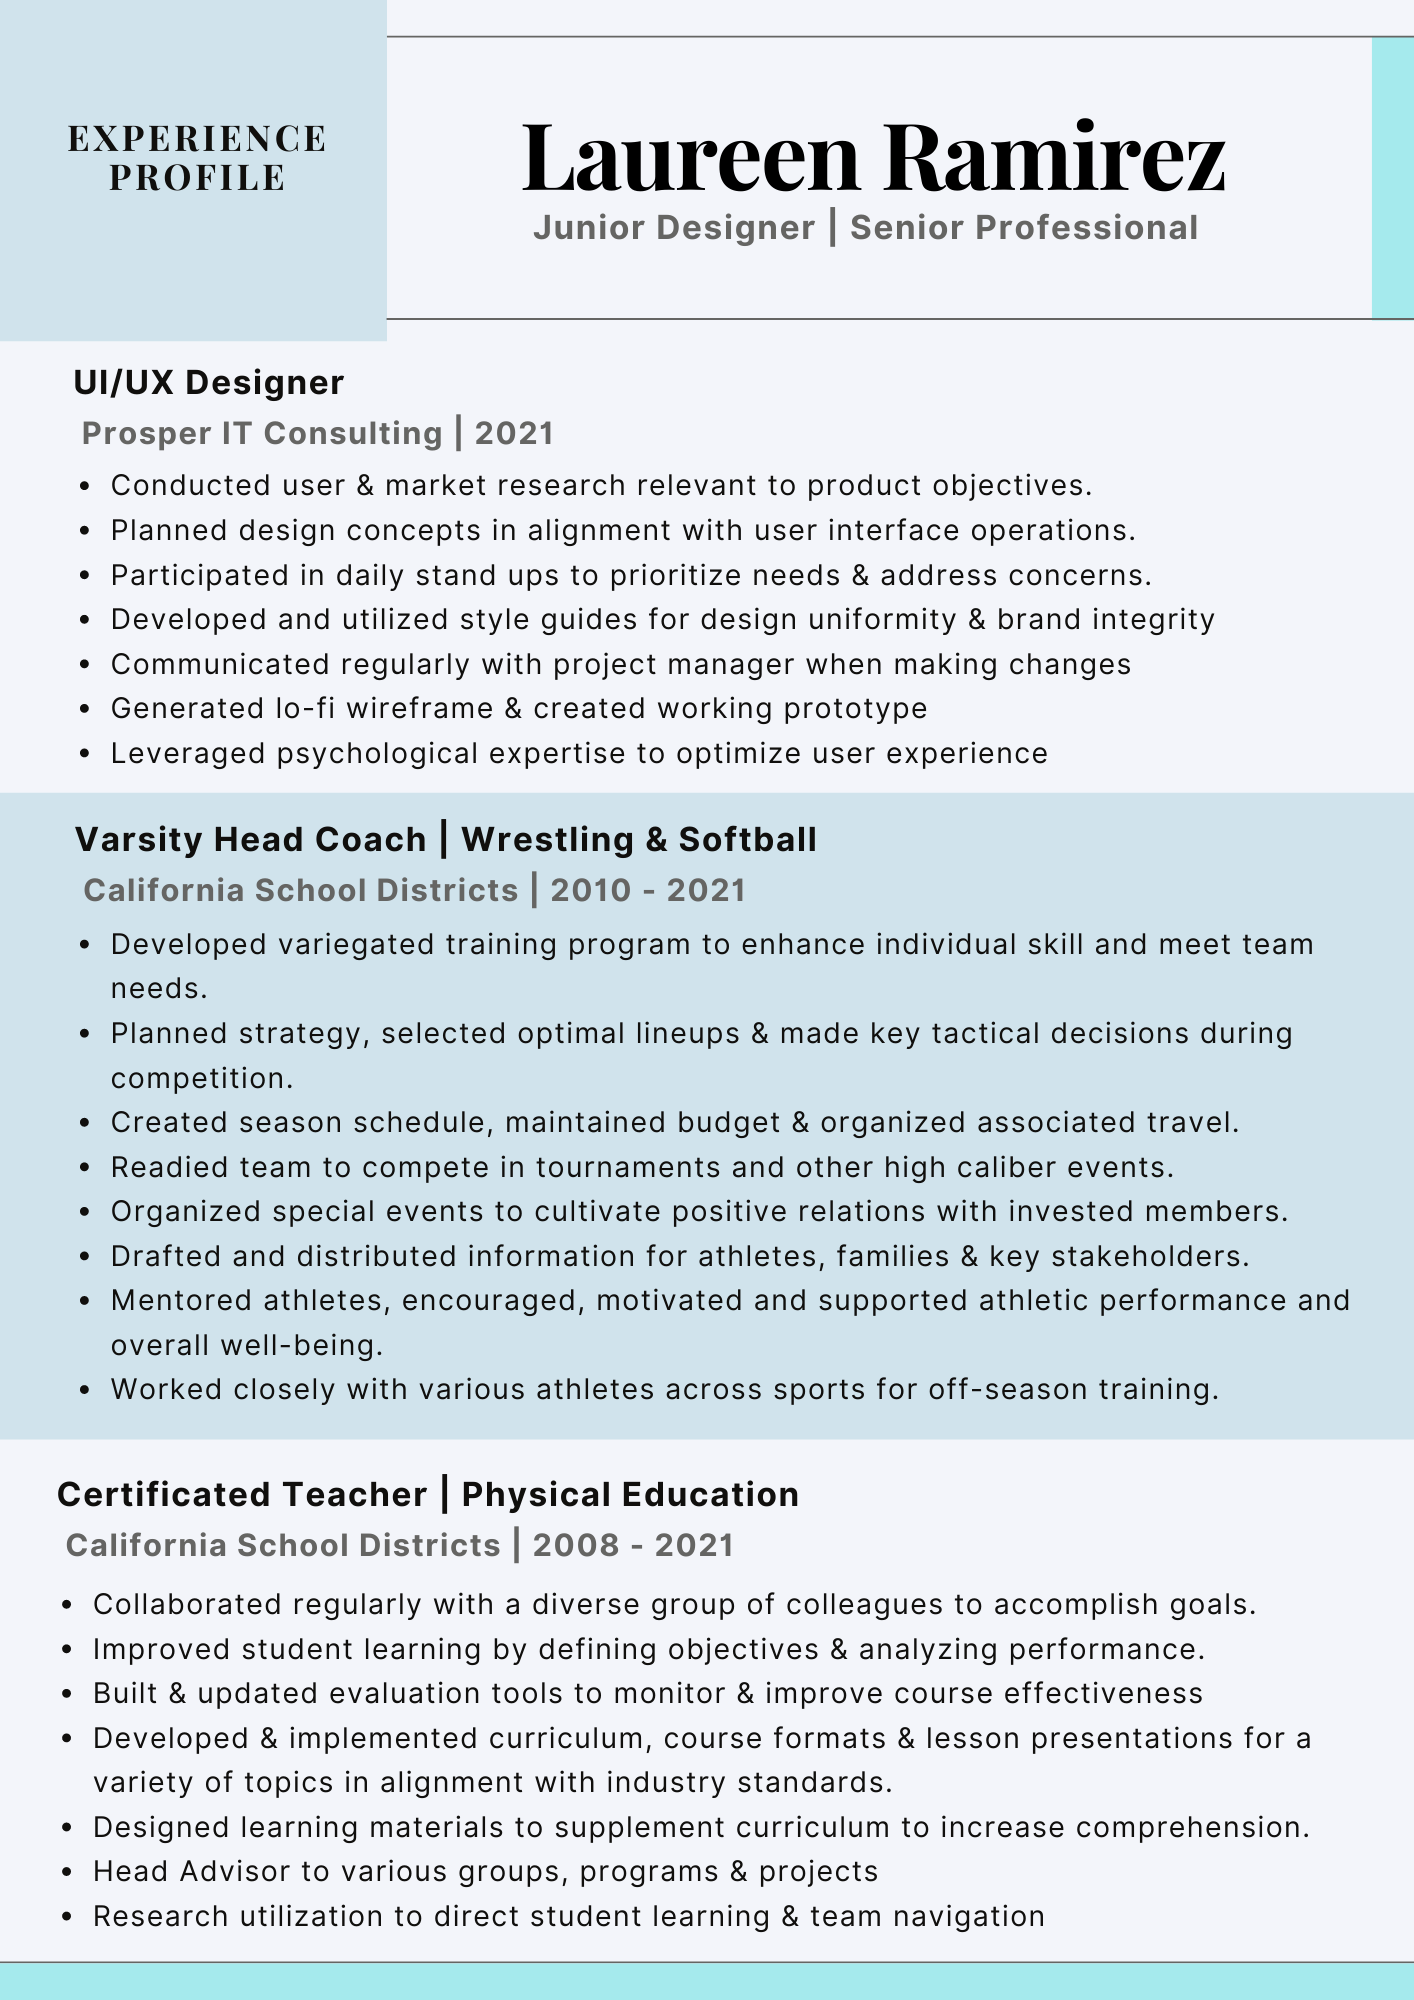 EXPERIENCE
PROFILE
Laureen Ramirez
Junior Designer | Senior Professional
UI/UX Designer
Prosper IT Consulting | 2021
• Conducted user & market research relevant to product objectives.
• Planned design concepts in alignment with user interface operations.
• Participated in daily stand ups to prioritize needs & address concerns.
• Developed and utilized style guides for design uniformity & brand integrity
• Communicated regularly with project manager when making changes
• Generated lo-fi wireframe & created working prototype
• Leveraged psychological expertise to optimize user experience
Varsity Head Coach | Wrestling & Softball
California School Districts | 2010 - 2021
• Developed variegated training program to enhance individual skill and meet team
needs.
• Planned strategy, selected optimal lineups & made key tactical decisions during
competition.
• Created season schedule, maintained budget & organized associated travel.
• Readied team to compete in tournaments and other high caliber events.
• Organized special events to cultivate positive relations with invested members.
• Drafted and distributed information for athletes, families & key stakeholders.
• Mentored athletes, encouraged, motivated and supported athletic performance and
overall well-being.
• Worked closely with various athletes across sports for off-season training.
Certificated Teacher | Physical Education
California School Districts | 2008 - 2021
• Collaborated regularly with a diverse group of colleagues to accomplish goals.
• Improved student learning by defining objectives & analyzing performance.
• Built & updated evaluation tools to monitor & improve course effectiveness
• Developed & implemented curriculum, course formats & lesson presentations for a
variety of topics in alignment with industry standards.
• Designed learning materials to supplement curriculum to increase comprehension.
• Head Advisor to various groups, programs & projects
• Research utilization to direct student learning & team navigation